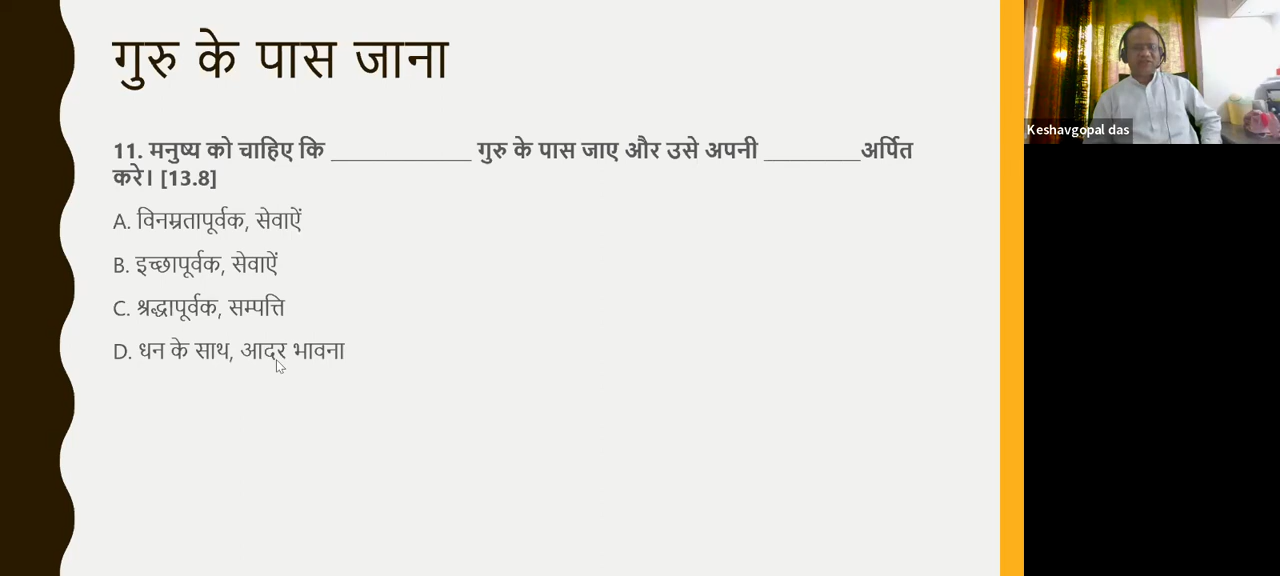 गुरु के पास जाना
Keshavgopal das
11. मनुष्य को चाहिए कि ____________ गुरु के पास जाए और उसे अपनी ________अर्पित
करे। [13.8]
A. विनम्रतापूर्वक, सेवाऐं
B. इच्छापूर्वक, सेवाऐं
C. श्रद्धापूर्वक, सम्पत्ति
D. धन के साथ, आदर भावना